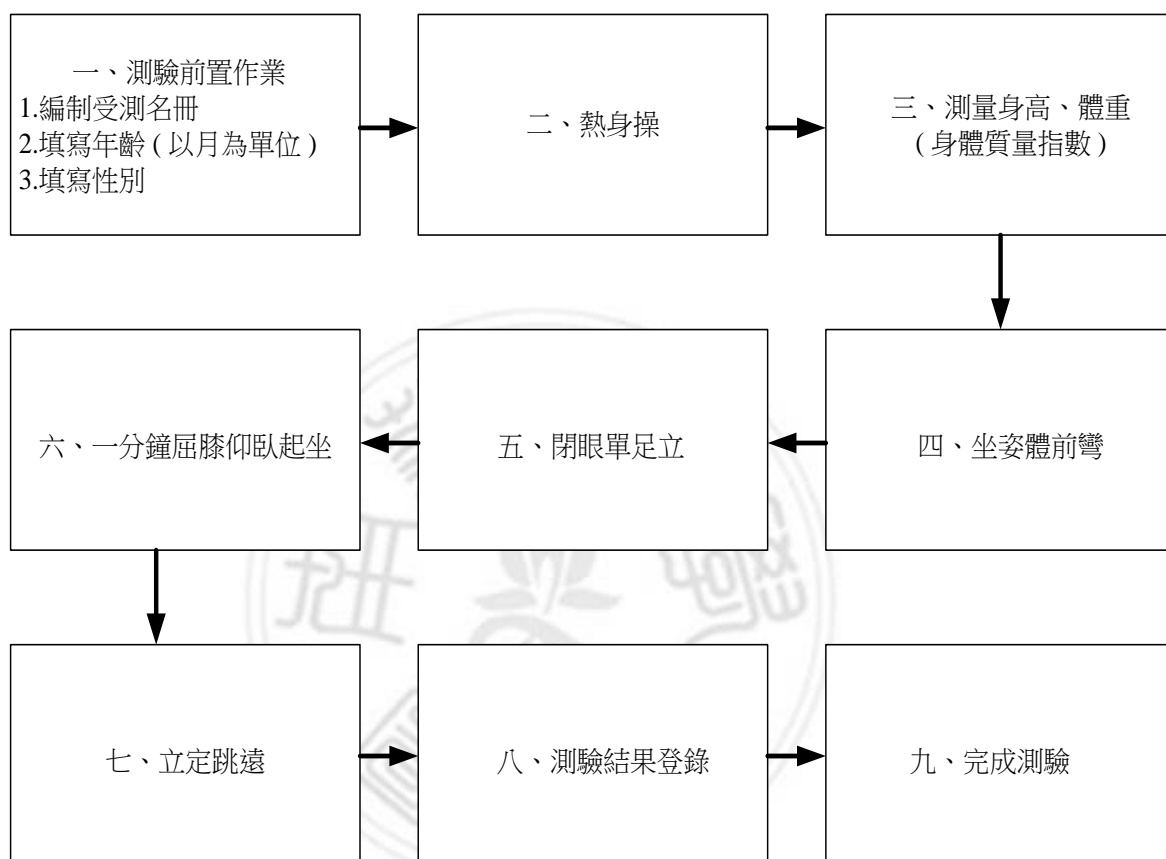 一、測驗前置作業
1.編制受測名冊
2.填寫年齡 ( 以月為單位 )
3.填寫性別
二、熱身操
三、測量身高、體重
( 身體質量指數 )
四、坐姿體前彎
五、閉眼單足立
六、一分鐘屈膝仰臥起坐
七、立定跳遠
八、測驗結果登錄
九、完成測驗